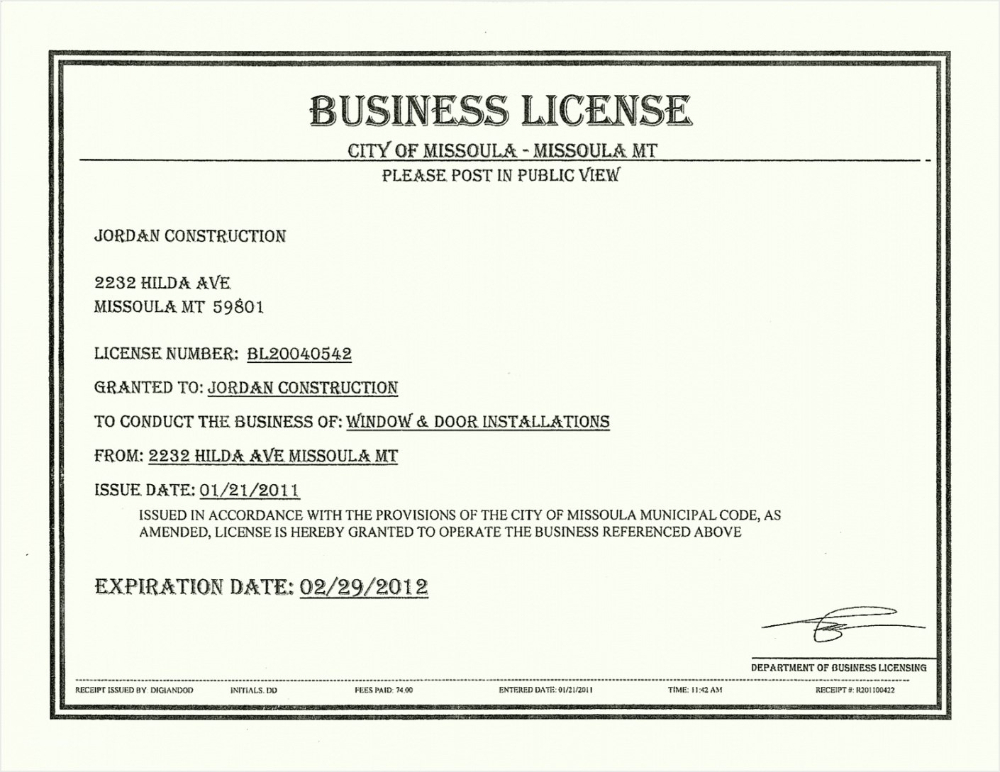 BUSINESS LICENSE
CITY OF MISSOULA - MISSOULA MT
PLEASE POST IN PUBLIC VIEW
JORDAN CONSTRUCTION
2232 HILDA AVE
MISSOULA MT 59801
LICENSE NUMBER: BL20040542
GRANTED TO: JORDAN CONSTRUCTION
TO CONDUCT THE BUSINESS OF: WINDOW & DOOR INSTALLATIONS
FROM: 2232 HILDA AVE MISSOULA MT
ISSUE DATE: 01/21/2011
ISSUED IN ACCORDANCE WITH THE PROVISIONS OF THE CITY OF MISSOULA MUNICIPAL CODE, AS
AMENDED, LICENSE IS HEREBY GRANTED TO OPERATE THE BUSINESS REFERENCED ABOVE
EXPIRATION DATE: 02/29/2012
DEPARTMENT OF BUSINESS LICENSING
RECEIPT ISSUED BY DIGIANDOD INITIALS. DD FEES PAID: 74.00 ENTERED DATE: 01/21/2011 TIME: 11:42 AM RECEIPT #: R201100422